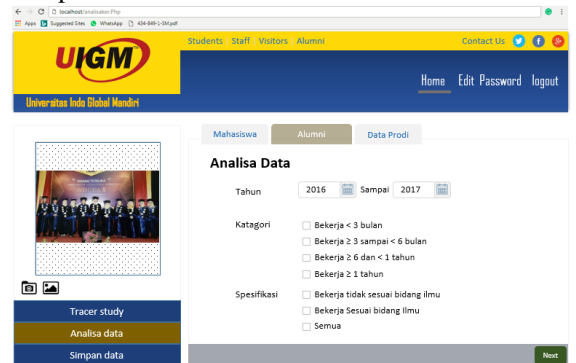 localhost/analisaker.Php
Apps Suggested Sites WhatsApp 434-849-1-SM.pdf
Students Staff Visitors Alumni Contact Us
UIGM
Home Edit Password logout
Universitas Indo Global Mandiri
Mahasiswa Alumni Data Prodi
Analisa Data
Tahun 2016 Sampai 2017
Katagori Bekerja < 3 bulan
Bekerja ≥ 3 sampai < 6 bulan
Bekerja ≥ 6 dan < 1 tahun
Bekerja ≥ 1 tahun
Spesifikasi Bekerja tidak sesuai bidang ilmu
Bekerja Sesuai bidang Ilmu
Semua
Tracer study
Analisa data
Simpan data
Next